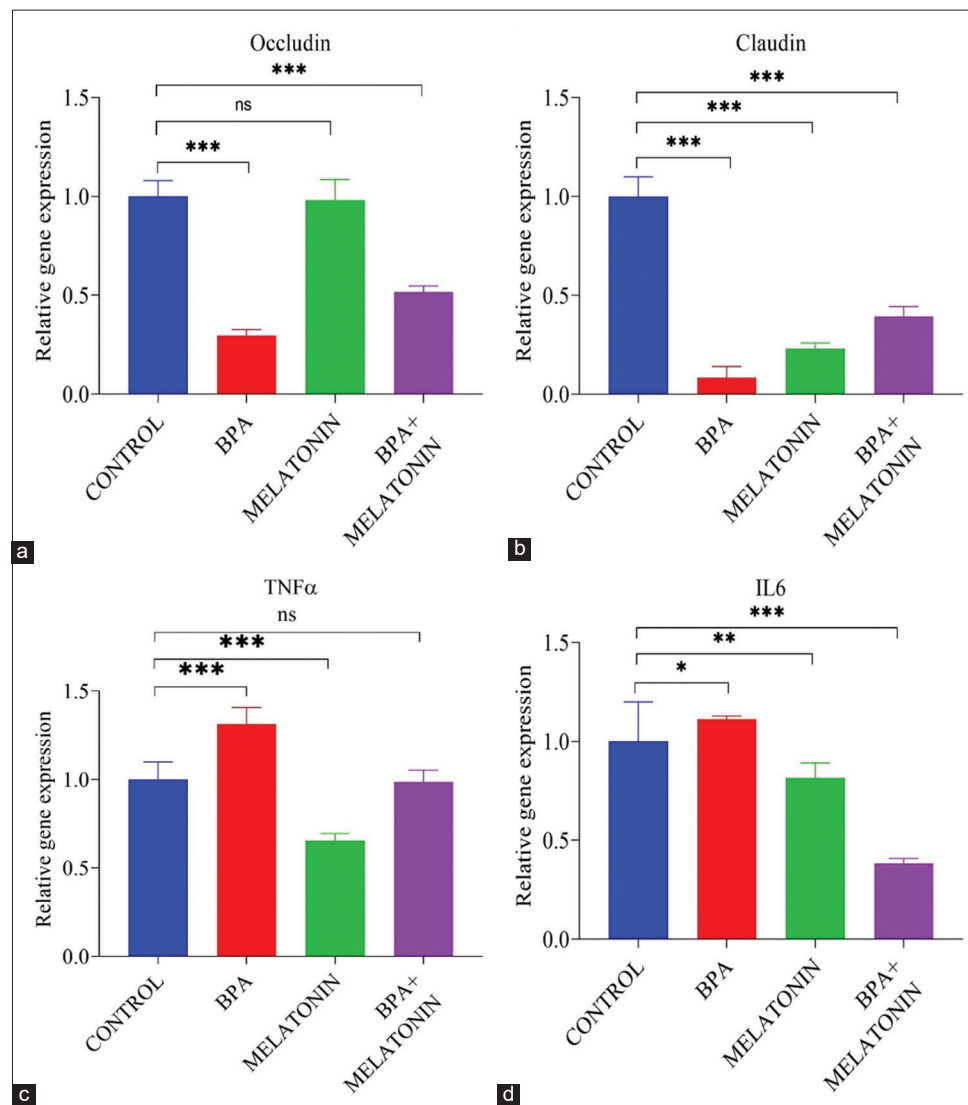 Occludin
***
ns
***
Relative gene expression
1.5
1.0
0.5
0.0
CONTROL
BPA
MELATONIN
BPA+
MELATONIN
a
Claudin
***
***
***
Relative gene expression
1.5
1.0
0.5
0.0
CONTROL
BPA
MELATONIN
BPA+
MELATONIN
b
TNFα
ns
***
***
Relative gene expression
1.5
1.0
0.5
0.0
CONTROL
BPA
MELATONIN
BPA+
MELATONIN
c
IL6
***
**
*
Relative gene expression
1.5
1.0
0.5
0.0
CONTROL
BPA
MELATONIN
BPA+
MELATONIN
d